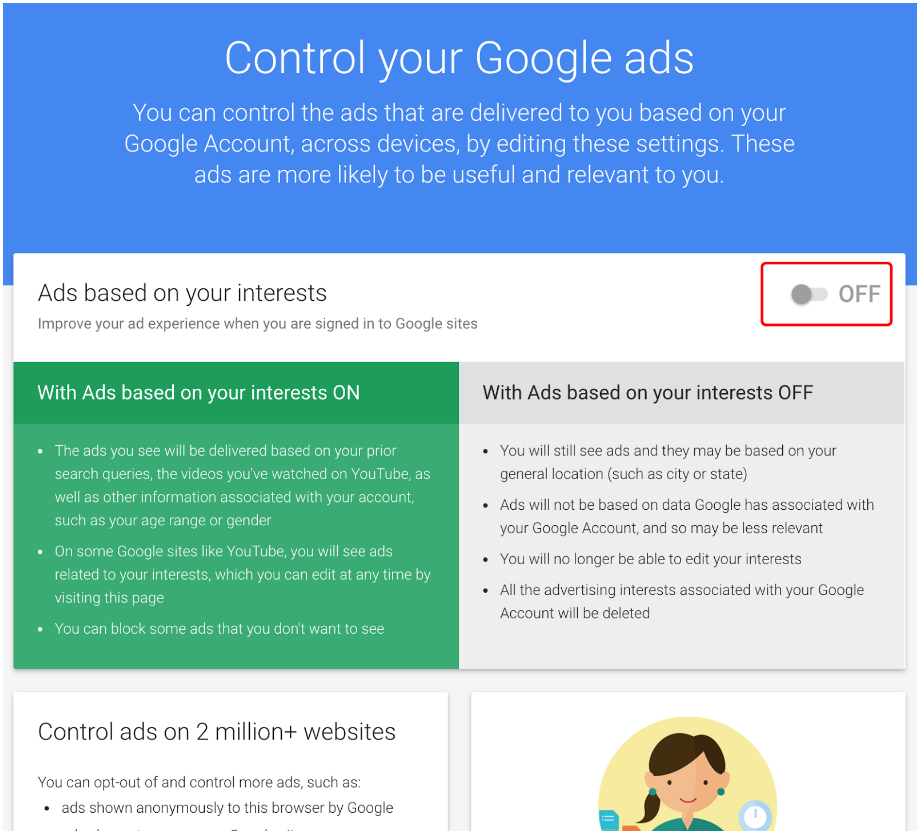 Control your Google ads
You can control the ads that are delivered to you based on your
Google Account, across devices, by editing these settings. These
ads are more likely to be useful and relevant to you.
Ads based on your interests
OFF
Improve your ad experience when you are signed in to Google sites
With Ads based on your interests ON
• The ads you see will be delivered based on your prior
search queries, the videos you've watched on YouTube, as
well as other information associated with your account,
such as your age range or gender
• On some Google sites like YouTube, you will see ads
related to your interests, which you can edit at any time by
visiting this page
• You can block some ads that you don't want to see
With Ads based on your interests OFF
• You will still see ads and they may be based on your
general location (such as city or state)
• Ads will not be based on data Google has associated with
your Google Account, and so may be less relevant
• You will no longer be able to edit your interests
• All the advertising interests associated with your Google
Account will be deleted
Control ads on 2 million+ websites
You can opt-out of and control more ads, such as:
• ads shown anonymously to this browser by Google